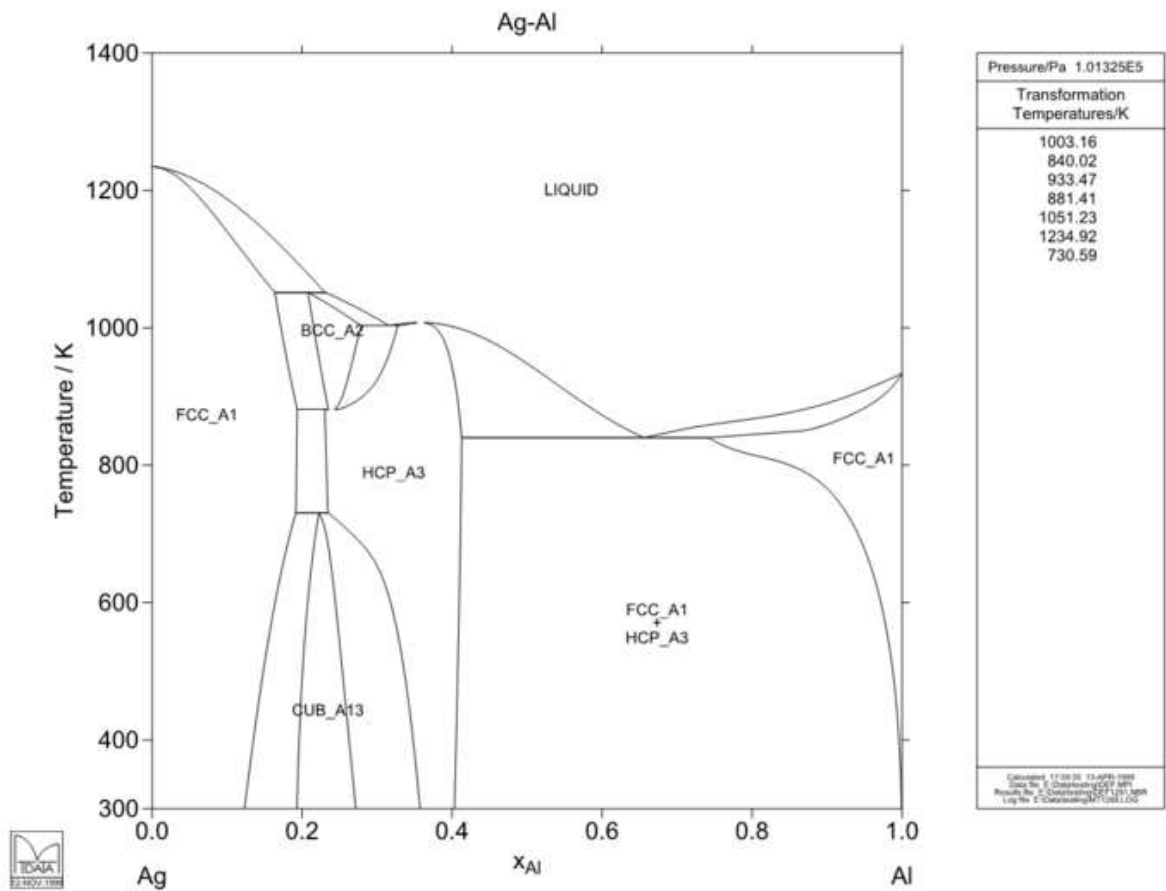 Ag-Al
1400
1200
1000
800
600
400
300
Temperature / K
LIQUID
BCC_A2
FCC_A1
HCP_A3
FCC_A1
FCC_A1
+
HCP_A3
CUB_A13
0.0
0.2
0.4
0.6
0.8
1.0
Ag
xAl
Al
Pressure/Pa 1.01325E5
Transformation
Temperatures/K
1003.16
840.02
933.47
881.41
1051.23
1234.92
730.59